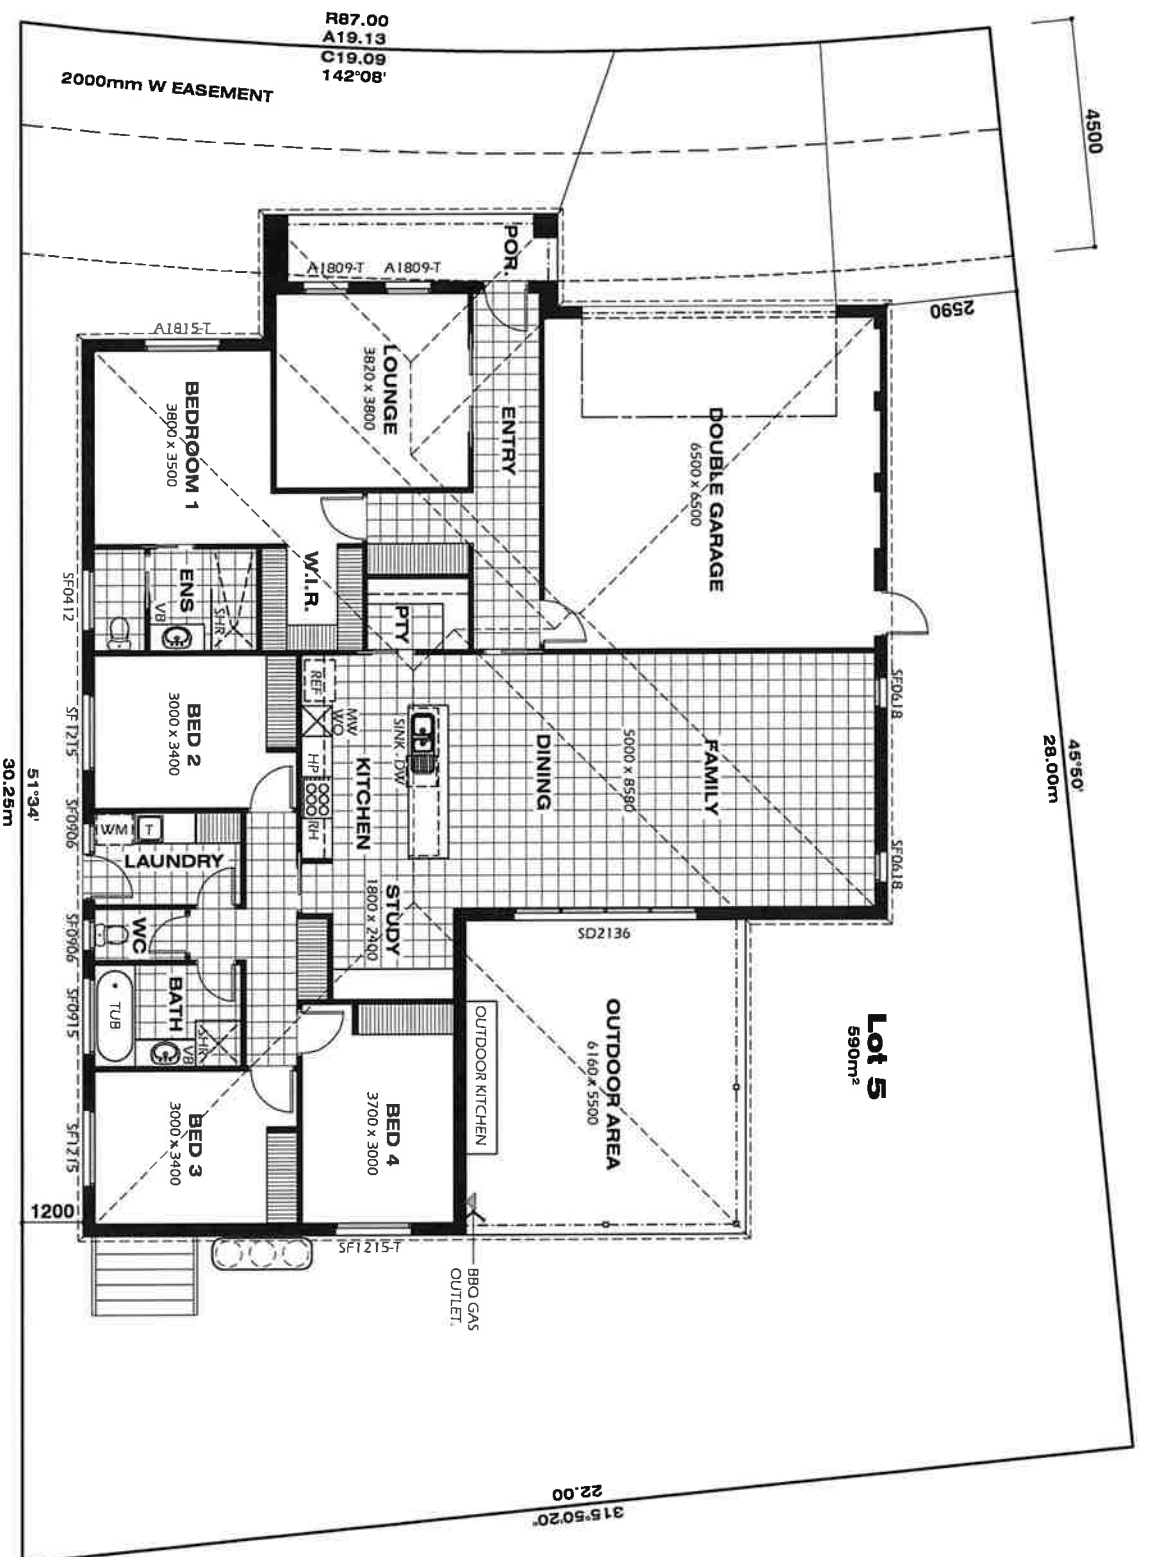 R87.00
A19.13
C19.09
142°08'
2000mm W EASEMENT
4500
2590
POR.
A1809-T
A1809-T
A1815-T
LOUNGE
3820 x 3800
ENTRY
DOUBLE GARAGE
6500 x 6500
BEDROOM 1
3800 x 3500
W.I.R.
ENS
VB
SHR
PTY
SF0412
SF0618
REF
MW
WO
HP
RH
SINK
DW
KITCHEN
DINING
FAMILY
5000 x 8580
BED 2
3000 x 3400
SF1215
45°50'
28.00m
51°34'
30.25m
SF0906
WM
T
LAUNDRY
SF0618
STUDY
1800 x 2400
SD2136
WC
SF0906
BATH
TUB
VB
SHR
SF0915
OUTDOOR KITCHEN
OUTDOOR AREA
6160 x 5500
Lot 5
590m²
BED 4
3700 x 3000
BED 3
3000 x 3400
SF1215
1200
SF1215-T
BBQ GAS
OUTLET.
22.00
315°50'20"